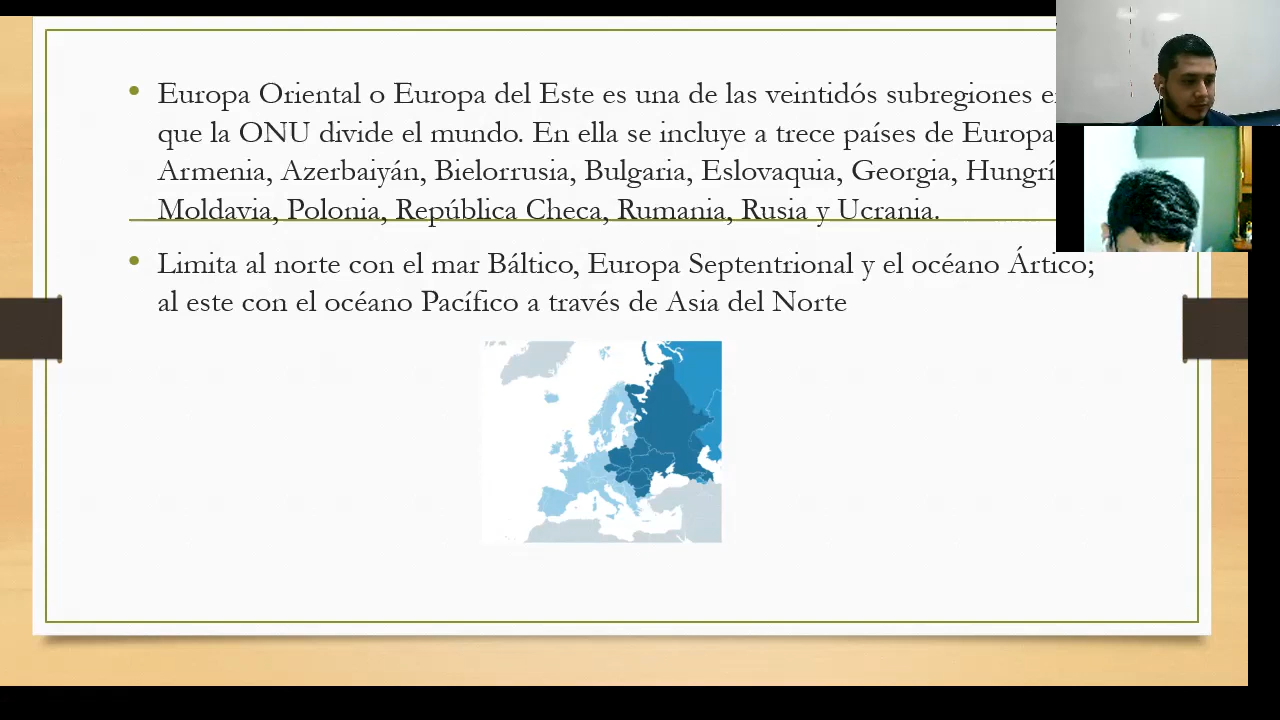 Europa Oriental o Europa del Este es una de las veintidós subregiones
que la ONU divide el mundo. En ella se incluye a trece países de Europa
Armenia, Azerbaiyán, Bielorrusia, Bulgaria, Eslovaquia, Georgia,
Moldavia, Polonia, República Checa, Rumania, Rusia y Ucrania.
Limita al norte con el mar Báltico, Europa Septentrional y el océano Ártico;
al este con el océano Pacífico a través de Asia del Norte